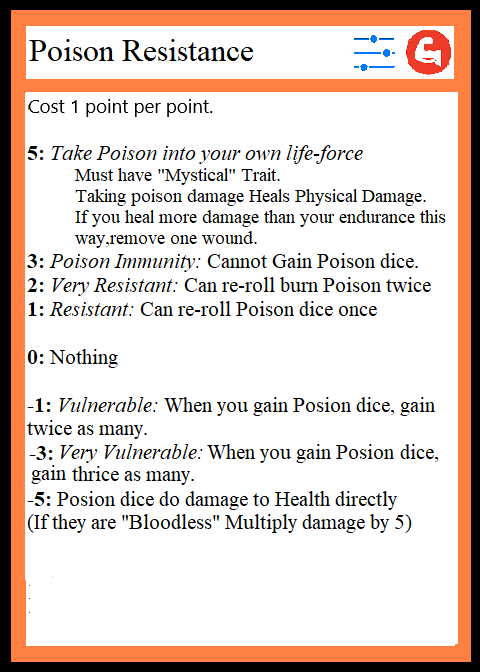 Poison Resistance
Cost 1 point per point.
5: Take Poison into your own life-force
Must have "Mystical" Trait.
Taking poison damage Heals Physical Damage.
If you heal more damage than your endurance this
way,remove one wound.
3: Poison Immunity: Cannot Gain Poison dice.
2: Very Resistant: Can re-roll burn Poison twice
1: Resistant: Can re-roll Poison dice once
0: Nothing
-1: Vulnerable: When you gain Posion dice, gain
twice as many.
-3: Very Vulnerable: When you gain Posion dice,
gain thrice as many.
-5: Posion dice do damage to Health directly
(If they are "Bloodless" Multiply damage by 5)